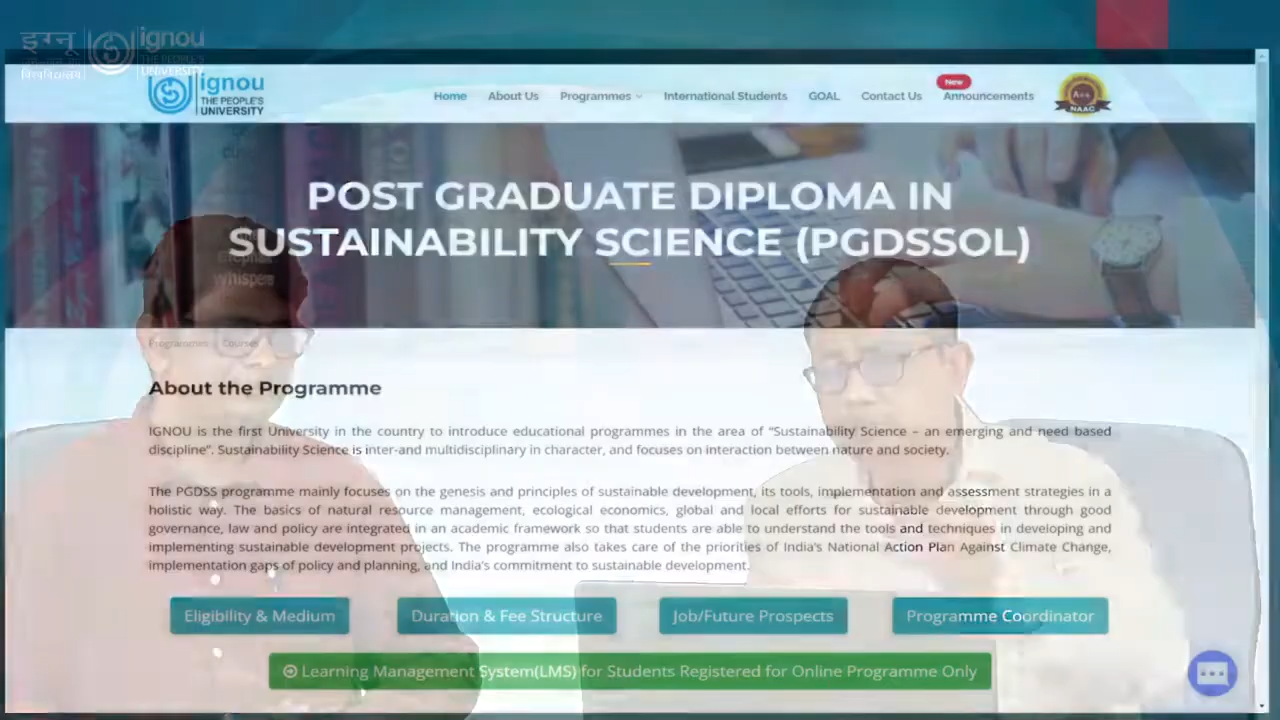 इग्नू
ignou
THE PEOPLE'S
UNIVERSITY
ignou
THE PEOPLE'S
UNIVERSITY
Home
About Us
Programmes
International Students
GOAL
Contact Us
New
Announcements
A++
NAAC
POST GRADUATE DIPLOMA IN
SUSTAINABILITY SCIENCE (PGDSSOL)
Programmes
Courses
About the Programme
IGNOU is the first University in the country to introduce educational programmes in the area of "Sustainability Science – an emerging and need based
discipline". Sustainability Science is inter-and multidisciplinary in character, and focuses on interaction between nature and society.
The PGDSS programme mainly focuses on the genesis and principles of sustainable development, its tools, implementation and assessment strategies in a
holistic way. The basics of natural resource management, ecological economics, global and local efforts for sustainable development through good
governance, law and policy are integrated in an academic framework so that students are able to understand the tools and techniques in developing and
implementing sustainable development projects. The programme also takes care of the priorities of India's National Action Plan Against Climate Change,
implementation gaps of policy and planning, and India's commitment to sustainable development.
Eligibility & Medium
Duration & Fee Structure
Job/Future Prospects
Programme Coordinator
Learning Management System(LMS) for Students Registered for Online Programme Only